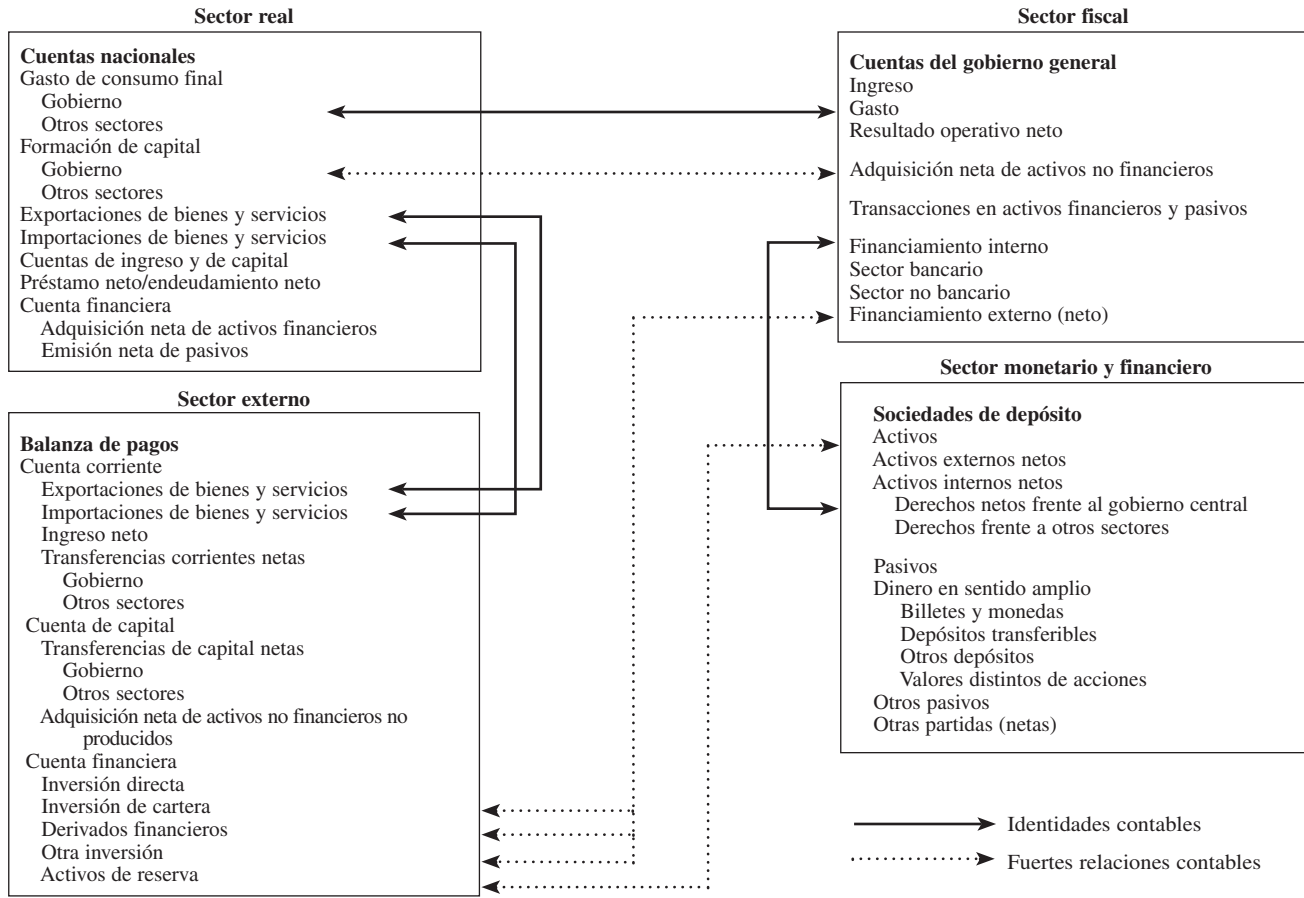 Sector real
Cuentas nacionales
Gasto de consumo final
Gobierno
Otros sectores
Formación de capital
Gobierno
Otros sectores
Exportaciones de bienes y servicios
Importaciones de bienes y servicios
Cuentas de ingreso y de capital
Préstamo neto/endeudamiento neto
Cuenta financiera
Adquisición neta de activos financieros
Emisión neta de pasivos
Sector fiscal
Cuentas del gobierno general
Ingreso
Gasto
Resultado operativo neto
Adquisición neta de activos no financieros
Transacciones en activos financieros y pasivos
Financiamiento interno
Sector bancario
Sector no bancario
Financiamiento externo (neto)
Sector externo
Balanza de pagos
Cuenta corriente
Exportaciones de bienes y servicios
Importaciones de bienes y servicios
Ingreso neto
Transferencias corrientes netas
Gobierno
Otros sectores
Cuenta de capital
Transferencias de capital netas
Gobierno
Otros sectores
Adquisición neta de activos no financieros no
producidos
Cuenta financiera
Inversión directa
Inversión de cartera
Derivados financieros
Otra inversión
Activos de reserva
Sector monetario y financiero
Sociedades de depósito
Activos
Activos externos netos
Activos internos netos
Derechos netos frente al gobierno central
Derechos frente a otros sectores
Pasivos
Dinero en sentido amplio
Billetes y monedas
Depósitos transferibles
Otros depósitos
Valores distintos de acciones
Otros pasivos
Otras partidas (netas)
Identidades contables
Fuertes relaciones contables